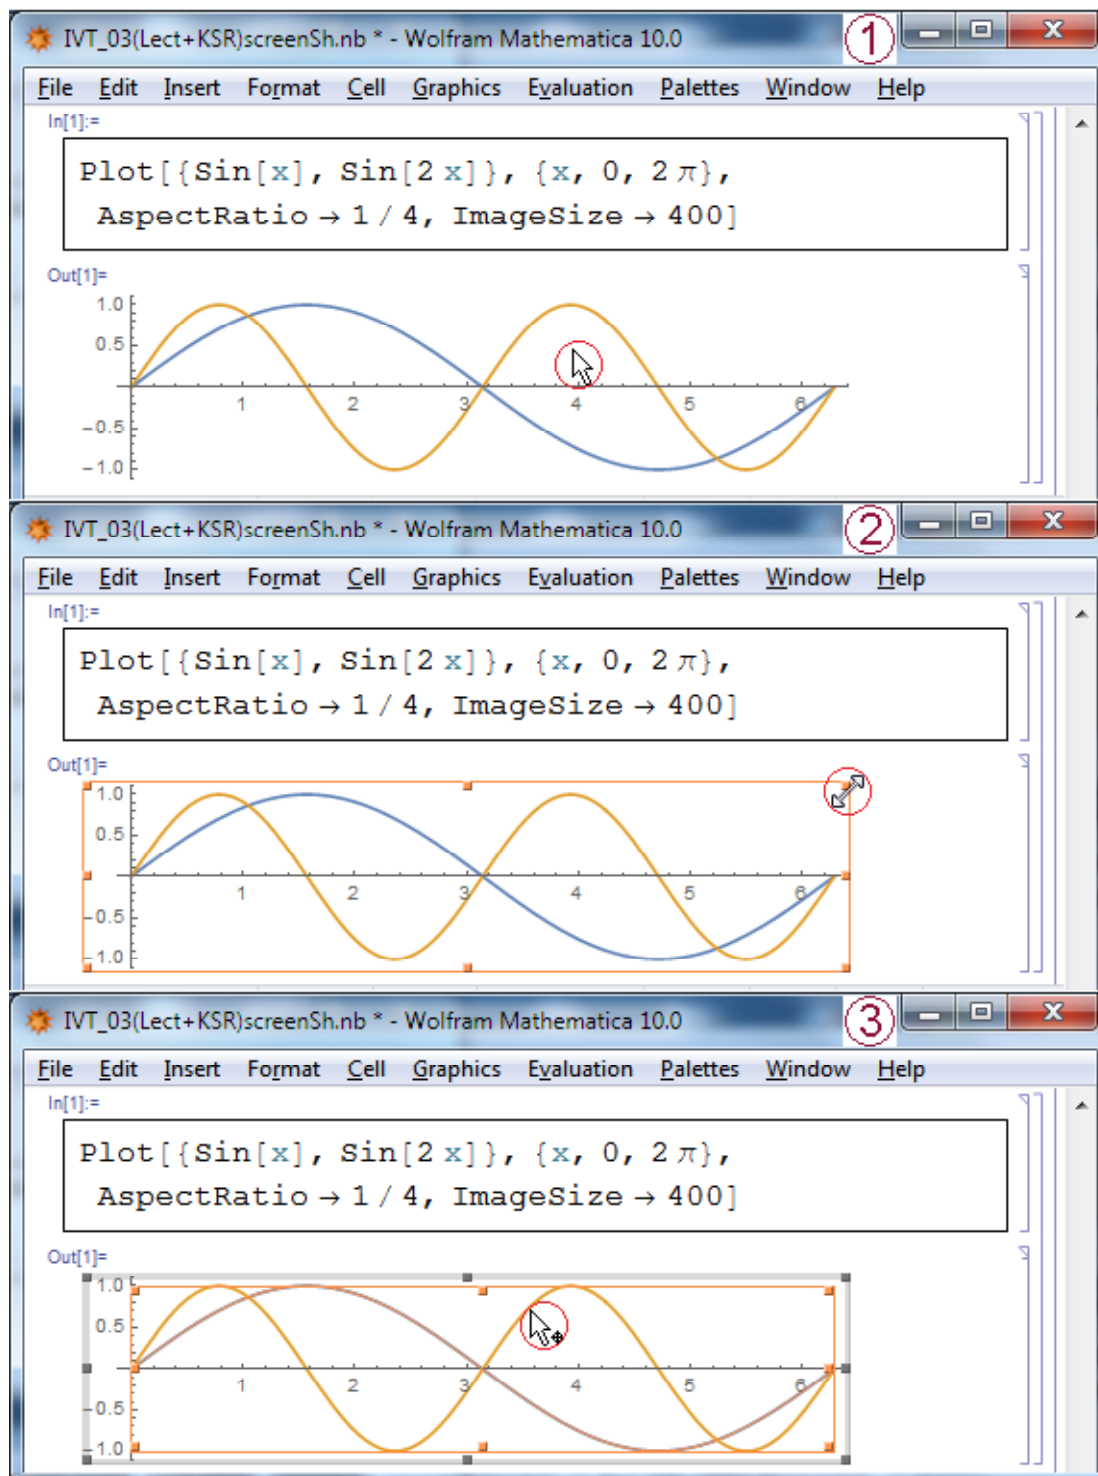 IVT_03(Lect+KSR)screenSh.nb * - Wolfram Mathematica 10.0 1
File Edit Insert Format Cell Graphics Evaluation Palettes Window Help
In[1]:=
Plot[{Sin[x], Sin[2 x]}, {x, 0, 2 π},
AspectRatio → 1 / 4, ImageSize → 400]
Out[1]=
1.0
0.5
1 2 3 4 5 6
-0.5
-1.0
IVT_03(Lect+KSR)screenSh.nb * - Wolfram Mathematica 10.0 2
File Edit Insert Format Cell Graphics Evaluation Palettes Window Help
In[1]:=
Plot[{Sin[x], Sin[2 x]}, {x, 0, 2 π},
AspectRatio → 1 / 4, ImageSize → 400]
Out[1]=
1.0
0.5
1 2 3 4 5 6
-0.5
-1.0
IVT_03(Lect+KSR)screenSh.nb * - Wolfram Mathematica 10.0 3
File Edit Insert Format Cell Graphics Evaluation Palettes Window Help
In[1]:=
Plot[{Sin[x], Sin[2 x]}, {x, 0, 2 π},
AspectRatio → 1 / 4, ImageSize → 400]
Out[1]=
1.0
0.5
1 2 3 4 5 6
-0.5
-1.0